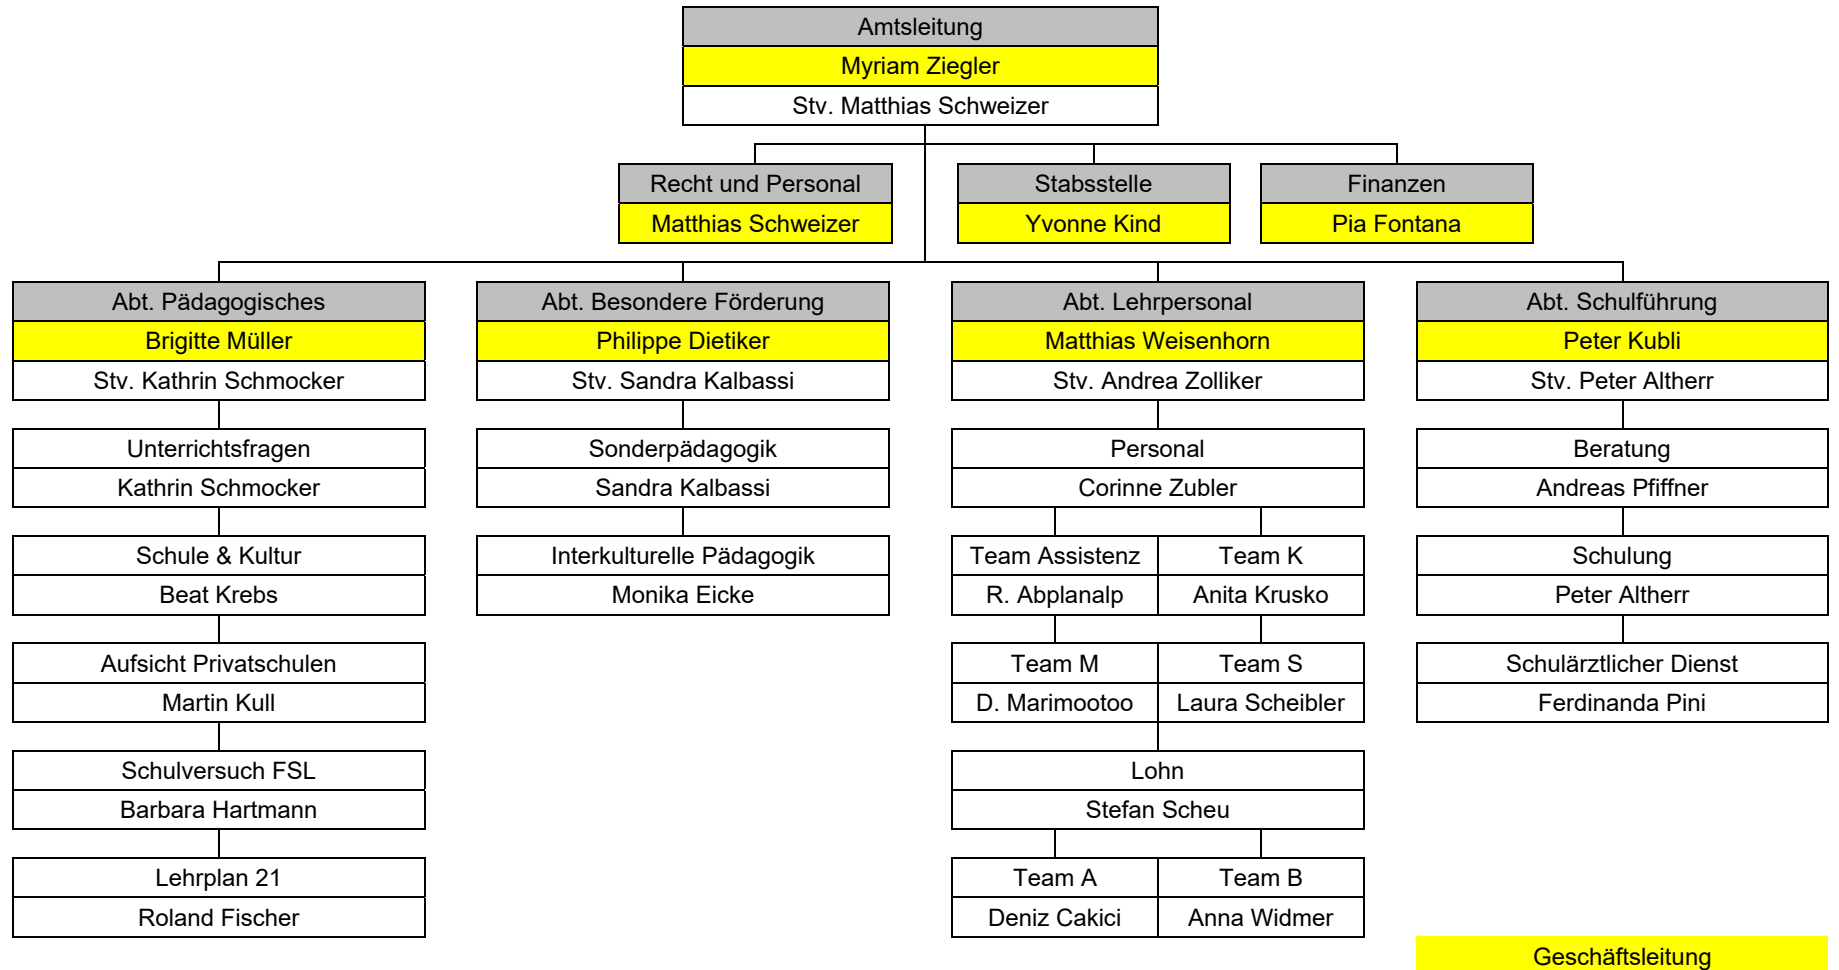 Amtsleitung
Myriam Ziegler
Stv. Matthias Schweizer
Recht und Personal
Matthias Schweizer
Stabsstelle
Yvonne Kind
Finanzen
Pia Fontana
Abt. Pädagogisches
Brigitte Müller
Stv. Kathrin Schmocker
Unterrichtsfragen
Kathrin Schmocker
Schule & Kultur
Beat Krebs
Aufsicht Privatschulen
Martin Kull
Schulversuch FSL
Barbara Hartmann
Lehrplan 21
Roland Fischer
Abt. Besondere Förderung
Philippe Dietiker
Stv. Sandra Kalbassi
Sonderpädagogik
Sandra Kalbassi
Interkulturelle Pädagogik
Monika Eicke
Abt. Lehrpersonal
Matthias Weisenhorn
Stv. Andrea Zolliker
Personal
Corinne Zubler
Team Assistenz
R. Abplanalp
Team K
Anita Krusko
Team M
D. Marimootoo
Team S
Laura Scheibler
Lohn
Stefan Scheu
Team A
Deniz Cakici
Team B
Anna Widmer
Abt. Schulführung
Peter Kubli
Stv. Peter Altherr
Beratung
Andreas Pfiffner
Schulung
Peter Altherr
Schulärztlicher Dienst
Ferdinanda Pini
Geschäftsleitung